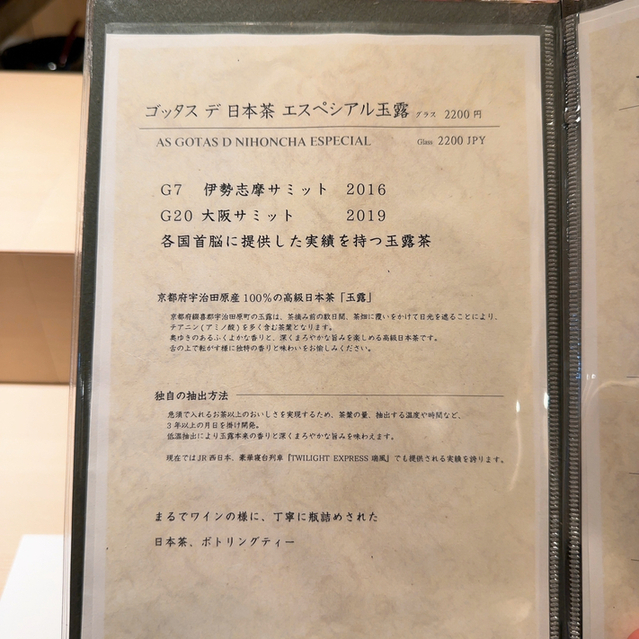 ゴッタス デ 日本茶 エスペシアル玉露 グラス 2200円
AS GOTAS D NIHONCHA ESPECIAL Glass 2200 JPY
G7 伊勢志摩サミット 2016
G20 大阪サミット 2019
各国首脳に提供した実績を持つ玉露茶
京都府宇治田原産100%の高級日本茶「玉露」
京都府綴喜郡宇治田原町の玉露は、茶摘み前の数日間、茶畑に覆いをかけて日光を遮ることにより、
テアニン(アミノ酸)を多く含む茶葉となります。
奥ゆきのあるふくよかな香りと、深くまろやかな旨みを楽しめる高級日本茶です。
舌の上で転がす様に独特の香りと味わいをお愉しみください。
独自の抽出方法
急須で入れるお茶以上のおいしさを実現するため、茶葉の量、抽出する温度や時間など、
3年以上の月日を掛け開発。
低温抽出により玉露本来の香りと深くまろやかな旨みを味わえます。
現在ではJR西日本、豪華寝台列車『TWILIGHT EXPRESS 瑞風』でも提供される実績を誇ります。
まるでワインの様に、丁寧に瓶詰めされた
日本茶、ボトリングティー